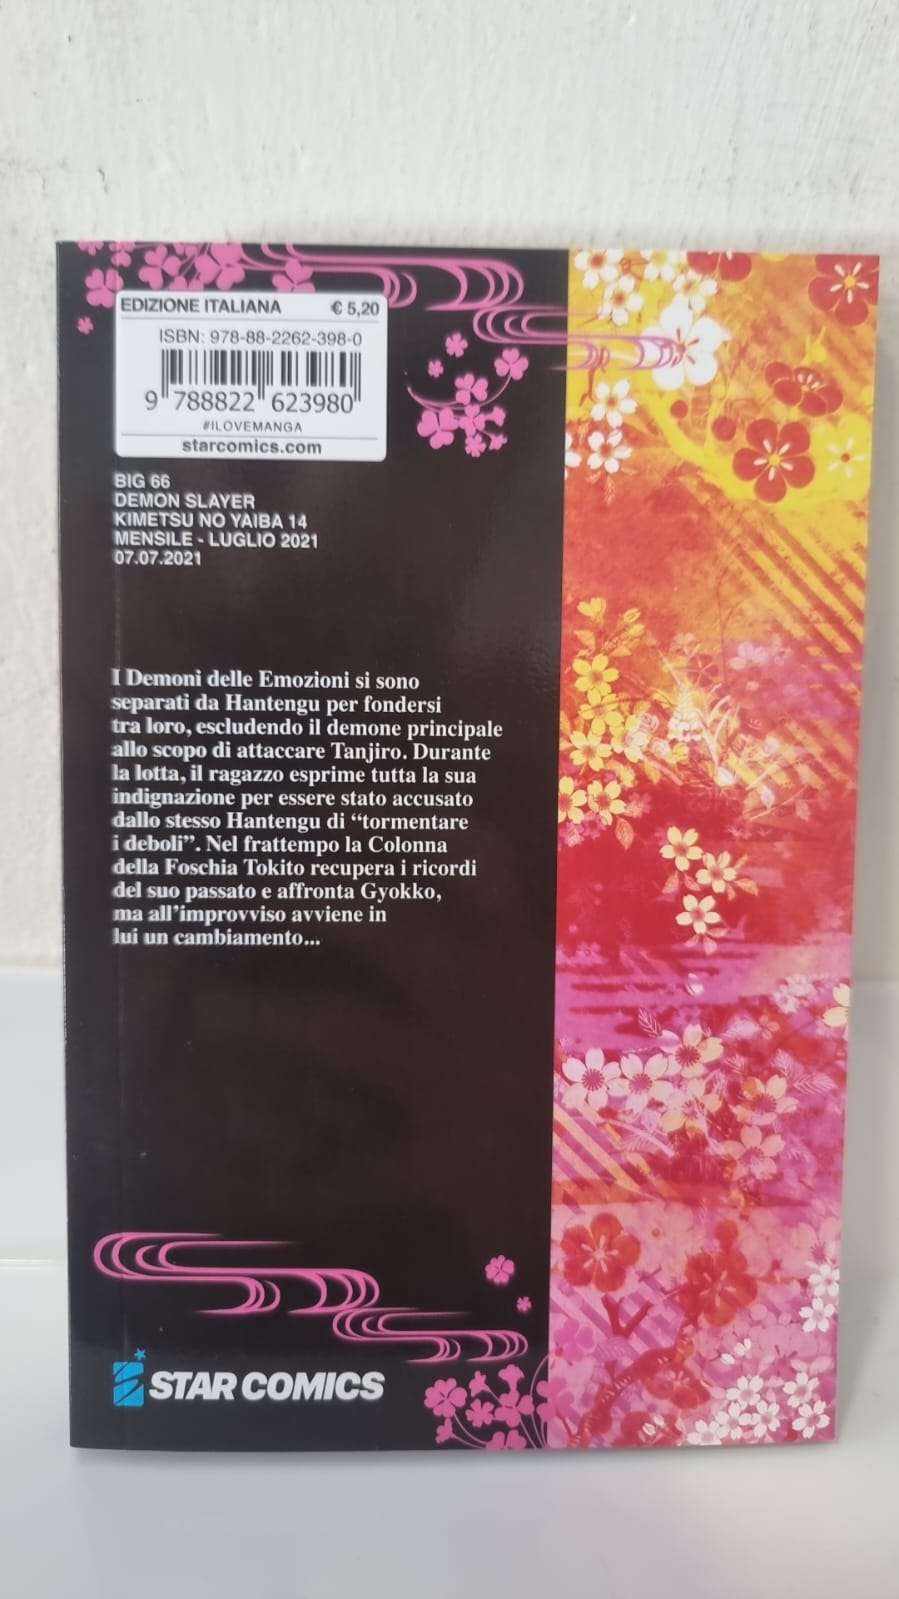 EDIZIONE ITALIANA € 5,20
ISBN: 978-88-2262-398-0
9 788822 623980
#ILOVEMANGA
starcomics.com
BIG 66
DEMON SLAYER
KIMETSU NO YAIBA 14
MENSILE - LUGLIO 2021
07.07.2021
I Demoni delle Emozioni si sono
separati da Hantengu per fondersi
tra loro, escludendo il demone principale
allo scopo di attaccare Tanjiro. Durante
la lotta, il ragazzo esprime tutta la sua
indignazione per essere stato accusato
dallo stesso Hantengu di “tormentare
i deboli”. Nel frattempo la Colonna
della Foschia Tokito recupera i ricordi
del suo passato e affronta Gyokko,
ma all’improvviso avviene in
lui un cambiamento...
STAR COMICS